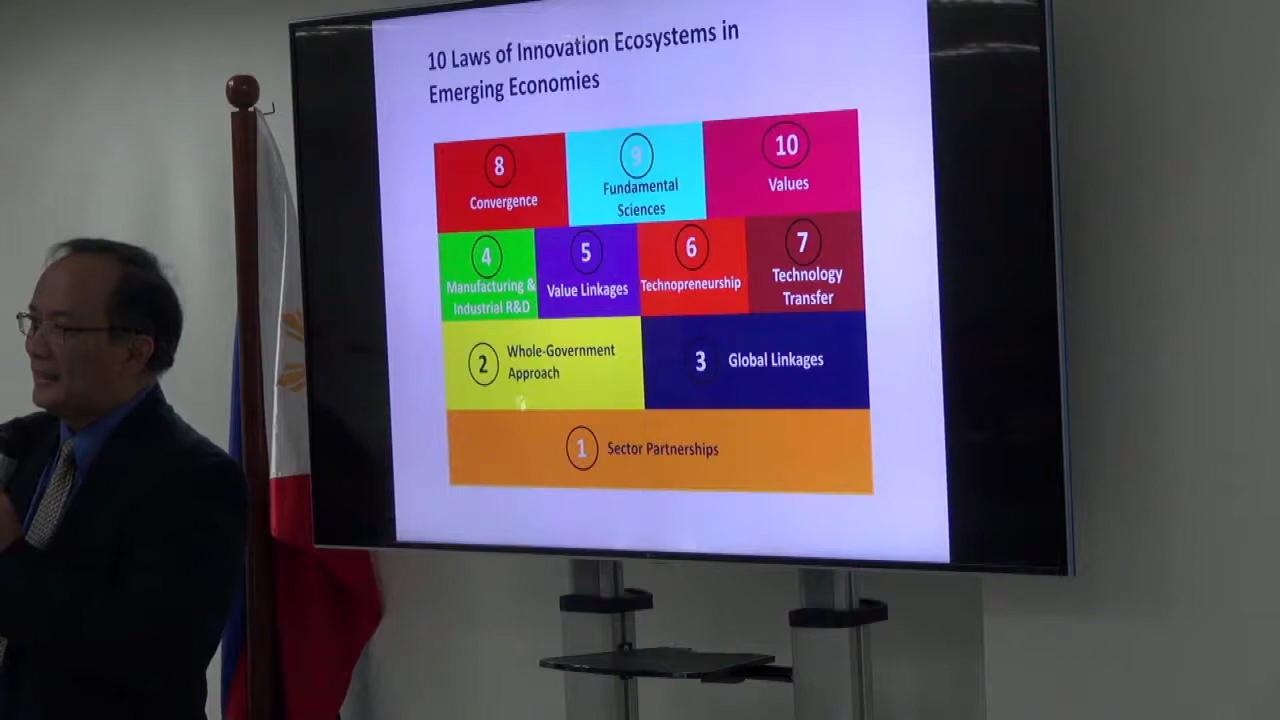 10 Laws of Innovation Ecosystems in
Emerging Economies
8
Convergence
9
Fundamental
Sciences
10
Values
4
Manufacturing &
Industrial R&D
5
Value Linkages
6
Technopreneurship
7
Technology
Transfer
2
Whole-Government
Approach
3
Global Linkages
1
Sector Partnerships